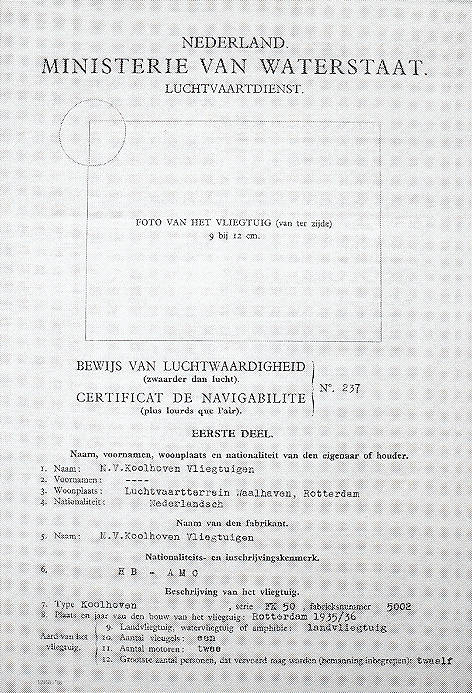 NEDERLAND.
MINISTERIE VAN WATERSTAAT.
LUCHTVAARTDIENST.
FOTO VAN HET VLIEGTUIG (van ter zijde)
9 bij 12 cm.
BEWIJS VAN LUCHTWAARDIGHEID
(zwaarder dan lucht).
No. 237
CERTIFICAT DE NAVIGABILITE
(plus lourds que l'air).
EERSTE DEEL.
Naam, voornamen, woonplaats en nationaliteit van den eigenaar of houder.
1. Naam: N.V.Koolhoven Vliegtuigen
2. Voornamen: ----
3. Woonplaats: Luchtvaartterrein Waalhaven, Rotterdam
4. Nationaliteit: Nederlandsch
Naam van den fabrikant.
5. Naam: N.V.Koolhoven Vliegtuigen
Nationaliteits- en inschrijvingskenmerk.
6. HB - AMO
Beschrijving van het vliegtuig.
7. Type Koolhoven , serie FK 50 , fabrieksnummer 5002
8. Plaats en jaar van den bouw van het vliegtuig: Rotterdam 1935/36
9. Landvliegtuig, watervliegtuig of amphibie: landvliegtuig
Aard van het vliegtuig.
10. Aantal vleugels: een
11. Aantal motoren: twee
12. Grootste aantal personen, dat vervoerd mag worden (bemanning inbegrepen): twaalf